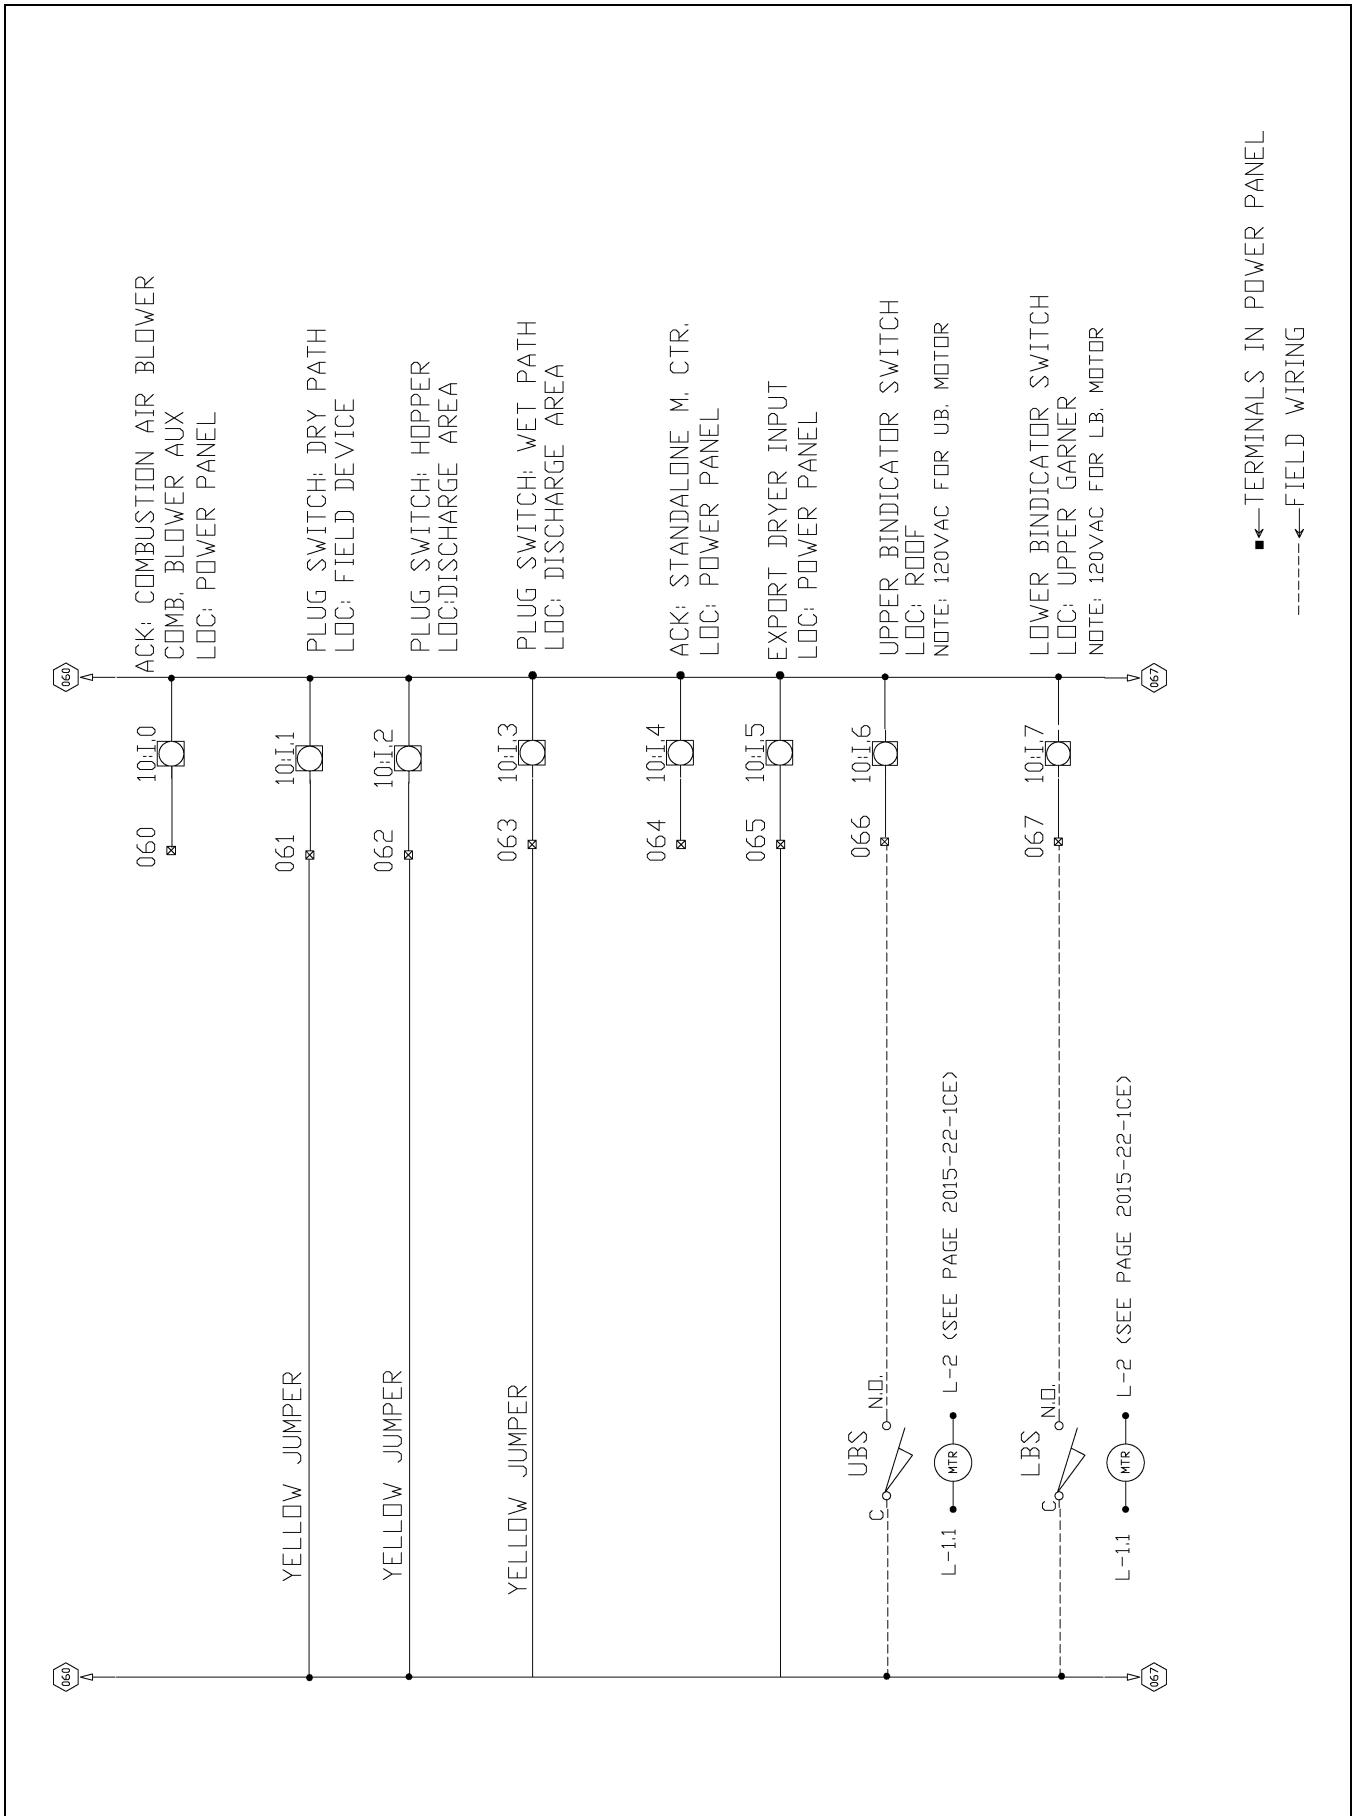 060
060
YELLOW JUMPER
061
10:I.1
PLUG SWITCH: DRY PATH
LOC: FIELD DEVICE
060
10:I.0
ACK: COMBUSTION AIR BLOWER
COMB. BLOWER AUX
LOC: POWER PANEL
YELLOW JUMPER
062
10:I.2
PLUG SWITCH: HOPPER
LOC:DISCHARGE AREA
YELLOW JUMPER
063
10:I.3
PLUG SWITCH: WET PATH
LOC: DISCHARGE AREA
064
10:I.4
ACK: STANDALONE M. CTR.
LOC: POWER PANEL
065
10:I.5
EXPORT DRYER INPUT
LOC: POWER PANEL
UBS
C
N.O.
066
10:I.6
UPPER BINDICATOR SWITCH
LOC: ROOF
NOTE: 120VAC FOR UB. MOTOR
L-1.1
MTR
L-2 (SEE PAGE 2015-22-1CE)
LBS
C
N.O.
067
10:I.7
LOWER BINDICATOR SWITCH
LOC: UPPER GARNER
NOTE: 120VAC FOR LB. MOTOR
L-1.1
MTR
L-2 (SEE PAGE 2015-22-1CE)
067
067
TERMINALS IN POWER PANEL
FIELD WIRING